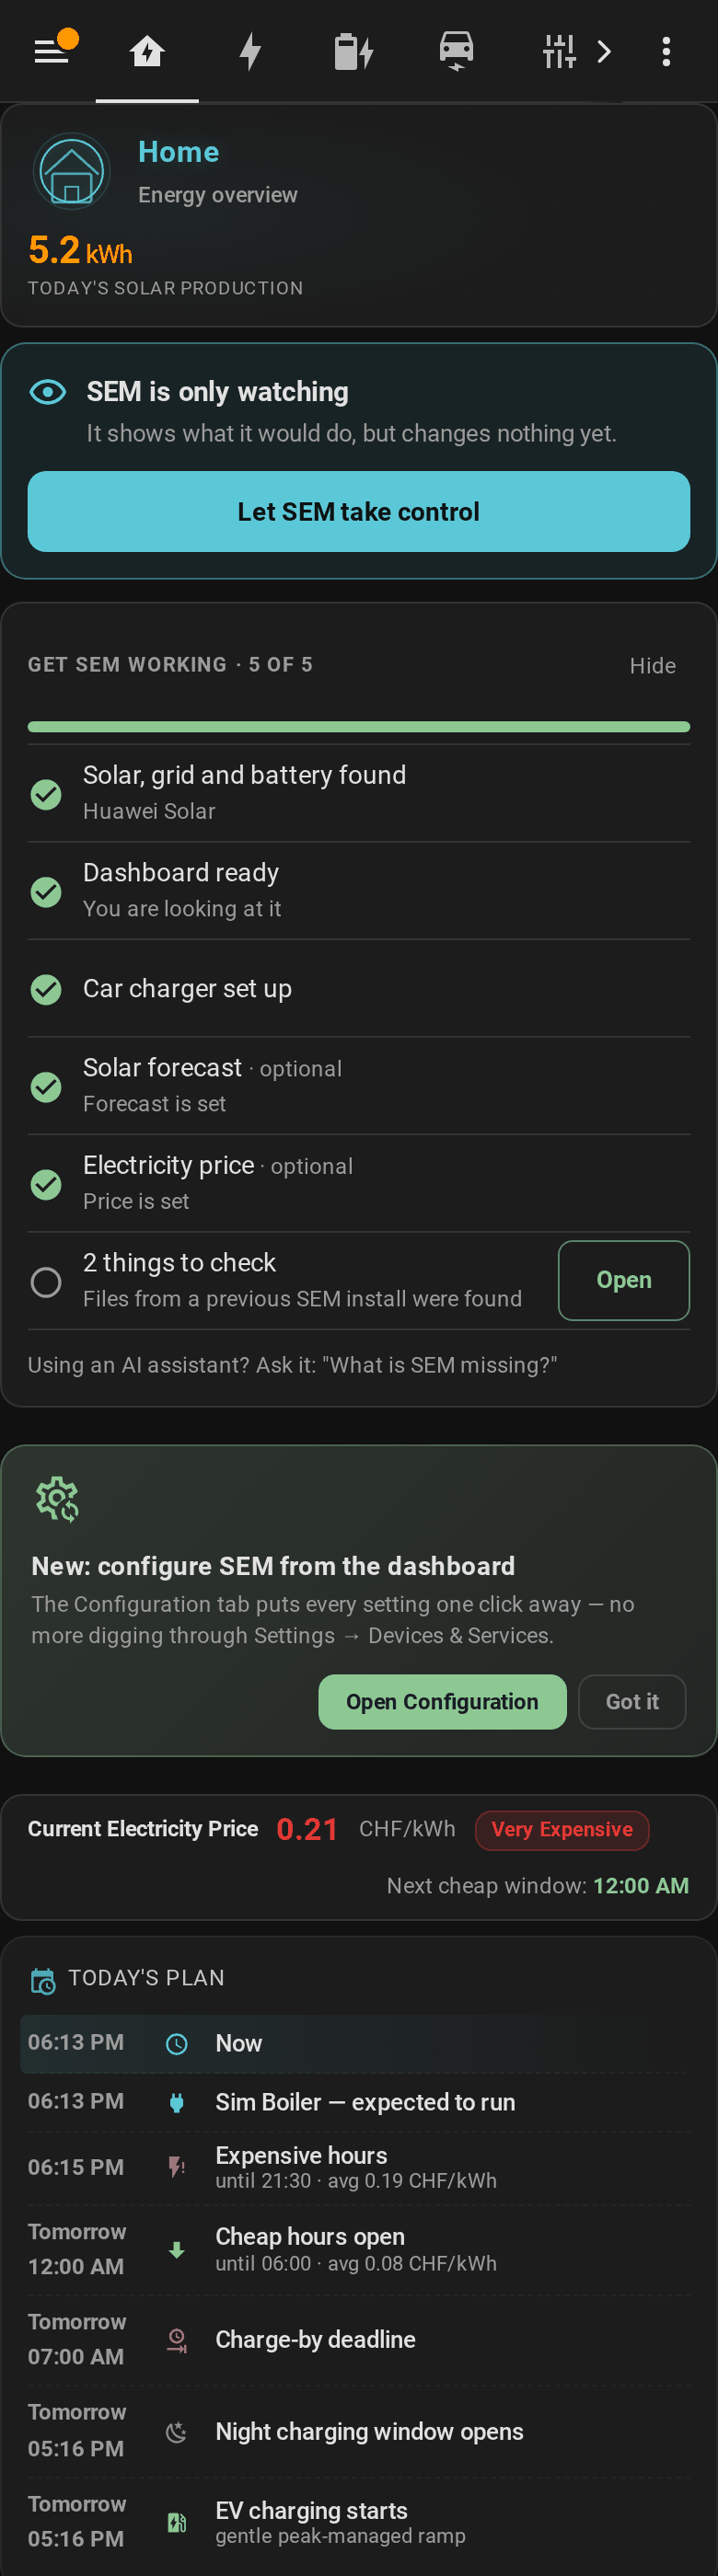 Home
Energy overview
5.2 kWh
TODAY'S SOLAR PRODUCTION
SEM is only watching
It shows what it would do, but changes nothing yet.
Let SEM take control
GET SEM WORKING · 5 OF 5
Hide
Solar, grid and battery found
Huawei Solar
Dashboard ready
You are looking at it
Car charger set up
Solar forecast · optional
Forecast is set
Electricity price · optional
Price is set
2 things to check
Files from a previous SEM install were found
Open
Using an AI assistant? Ask it: "What is SEM missing?"
New: configure SEM from the dashboard
The Configuration tab puts every setting one click away — no
more digging through Settings → Devices & Services.
Open Configuration
Got it
Current Electricity Price 0.21 CHF/kWh Very Expensive
Next cheap window: 12:00 AM
TODAY'S PLAN
06:13 PM Now
06:13 PM Sim Boiler — expected to run
06:15 PM Expensive hours
until 21:30 · avg 0.19 CHF/kWh
Tomorrow
12:00 AM
Cheap hours open
until 06:00 · avg 0.08 CHF/kWh
Tomorrow
07:00 AM
Charge-by deadline
Tomorrow
05:16 PM
Night charging window opens
Tomorrow
05:16 PM
EV charging starts
gentle peak-managed ramp